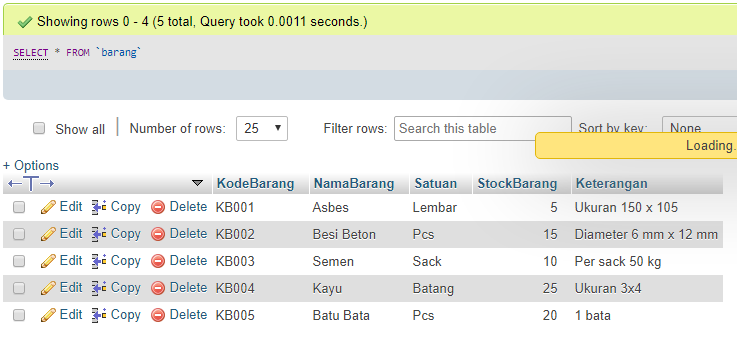 Showing rows 0 - 4 (5 total, Query took 0.0011 seconds.)
SELECT * FROM `barang`
Show all Number of rows: 25 Filter rows: Search this table Sort by key: None
Loading.
+ Options
KodeBarang NamaBarang Satuan StockBarang Keterangan
Edit Copy Delete KB001 Asbes Lembar 5 Ukuran 150 x 105
Edit Copy Delete KB002 Besi Beton Pcs 15 Diameter 6 mm x 12 mm
Edit Copy Delete KB003 Semen Sack 10 Per sack 50 kg
Edit Copy Delete KB004 Kayu Batang 25 Ukuran 3x4
Edit Copy Delete KB005 Batu Bata Pcs 20 1 bata